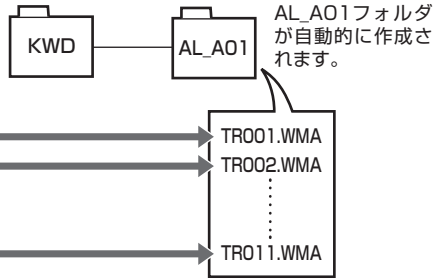 AL_A01フォルダ
が自動的に作成さ
れます。
KWD
AL_A01
TR001.WMA
TR002.WMA
TR011.WMA